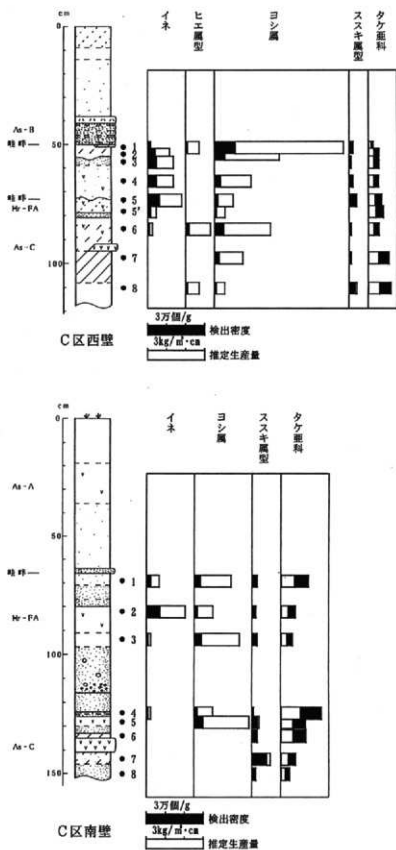 cm
0
50
100
As-B
畦畔
畦畔
Hr-FA
As-C
イネ
ヒエ属型
ヨシ属
ススキ属型
タケ亜科
1
2
3
4
5
5'
6
7
8
3万個/g
検出密度
3kg/㎡・cm
推定生産量
C区西壁
cm
0
50
100
150
As-A
畦畔
Hr-FA
As-C
イネ
ヨシ属
ススキ属型
タケ亜科
1
2
3
4
5
6
7
8
3万個/g
検出密度
3kg/㎡・cm
推定生産量
C区南壁